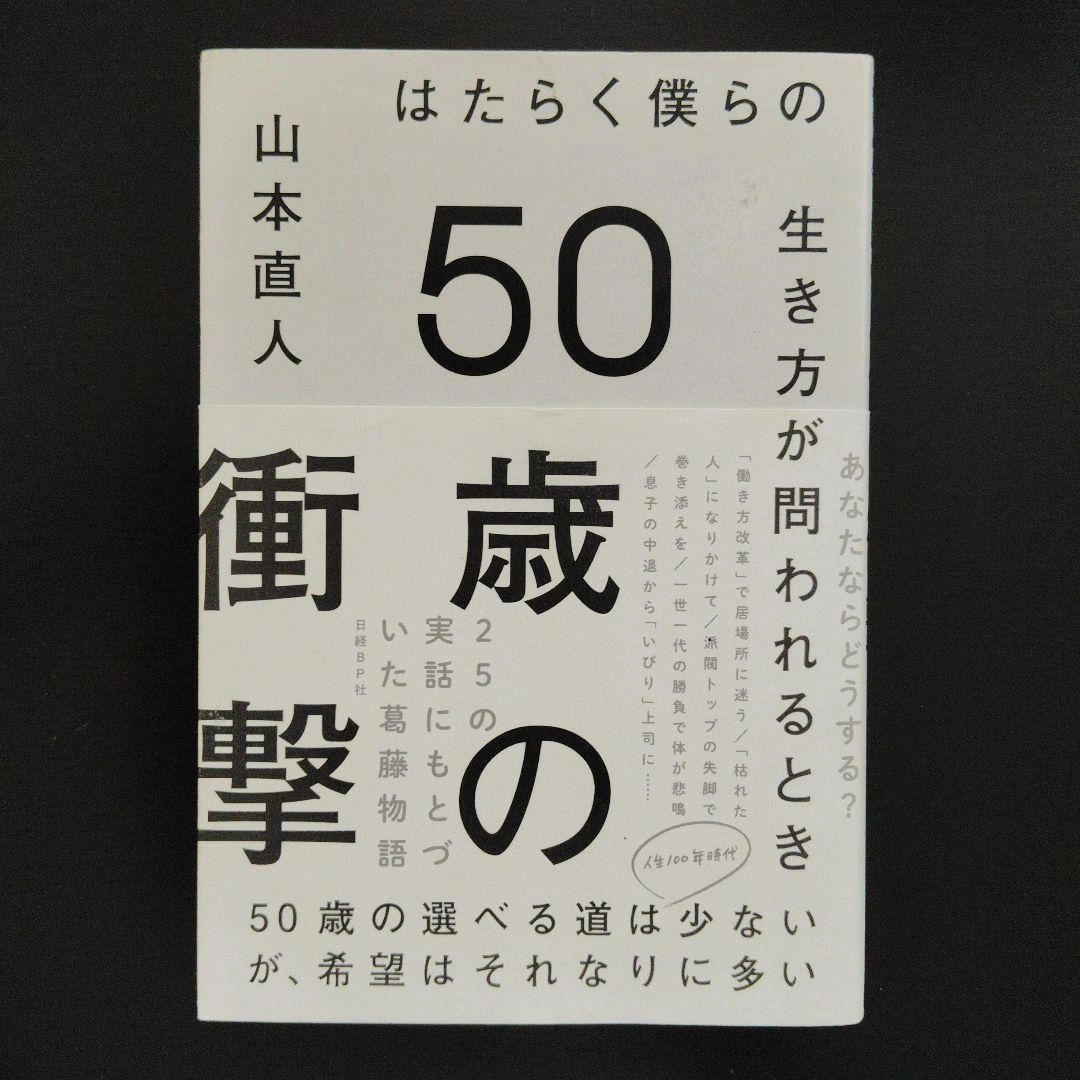 はたらく僕らの
生き方が問われるとき
50
歳の
衝撃
山本直人
あなたならどうする？
「働き方改革」で居場所に迷う／「枯れた
人」になりかけて／派閥トップの失脚で
巻き添えを／一世一代の勝負で体が悲鳴
／息子の中退から「いびり」上司に……
25の
実話にもとづ
いた葛藤物語
日経BP社
人生100年時代
50歳の選べる道は少ない
が、希望はそれなりに多い